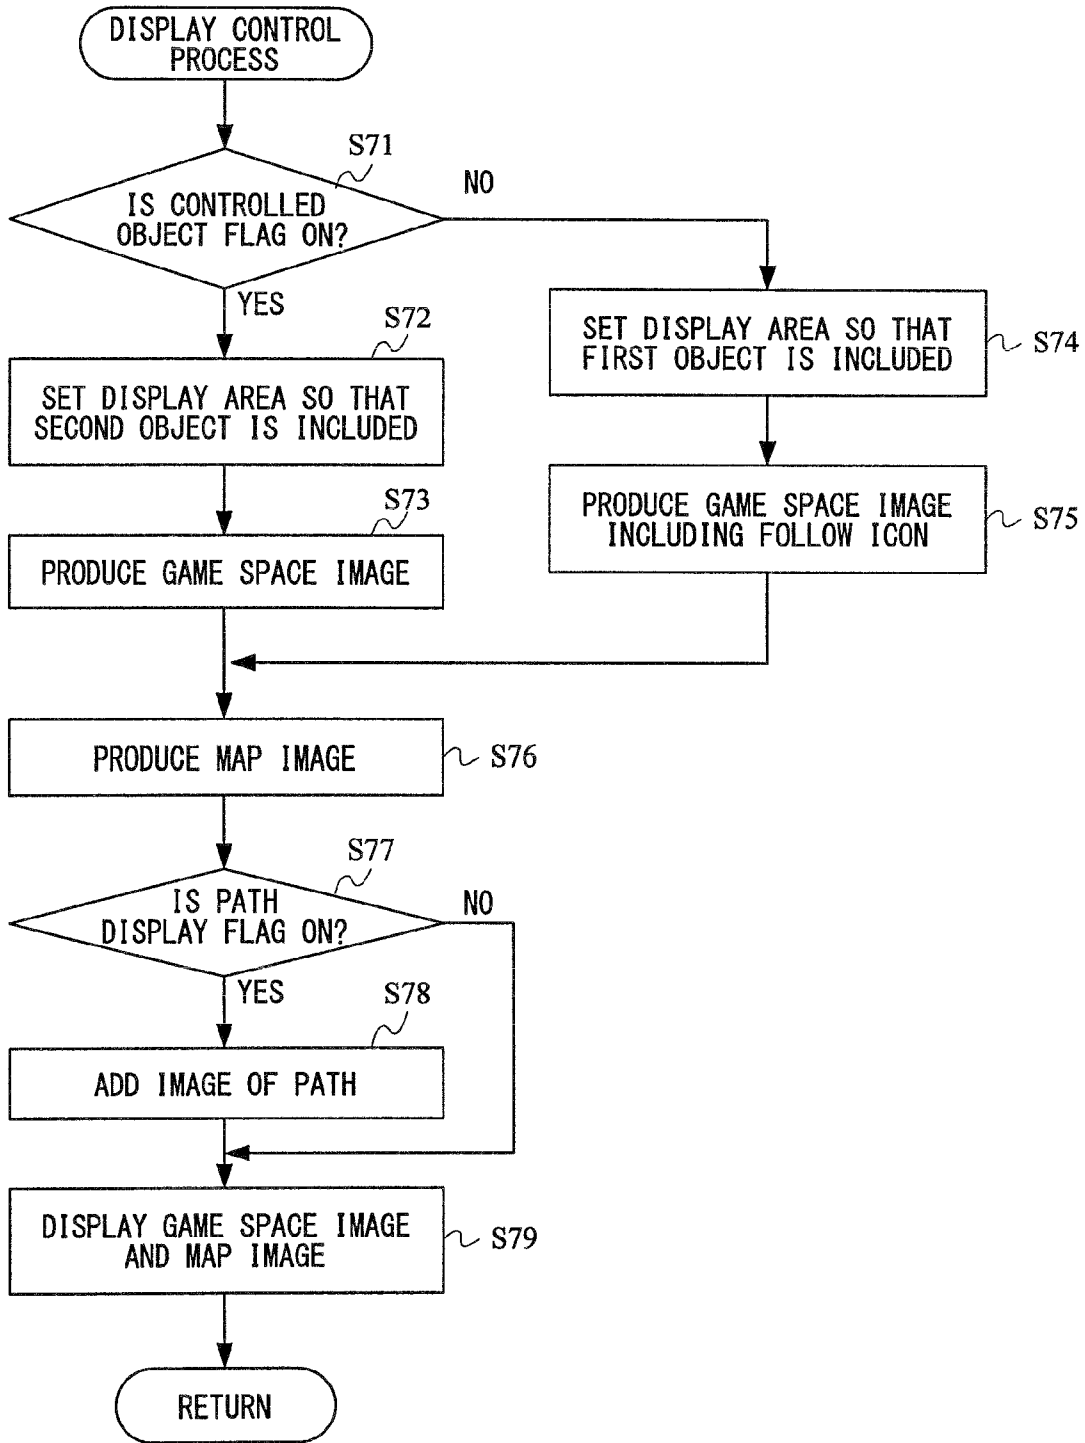 DISPLAY CONTROL
PROCESS
S71
IS CONTROLLED
OBJECT FLAG ON?
NO
YES
S72
SET DISPLAY AREA SO THAT
SECOND OBJECT IS INCLUDED
SET DISPLAY AREA SO THAT
FIRST OBJECT IS INCLUDED
S74
S73
PRODUCE GAME SPACE IMAGE
PRODUCE GAME SPACE IMAGE
INCLUDING FOLLOW ICON
S75
PRODUCE MAP IMAGE
S76
S77
IS PATH
DISPLAY FLAG ON?
NO
YES
S78
ADD IMAGE OF PATH
DISPLAY GAME SPACE IMAGE
AND MAP IMAGE
S79
RETURN